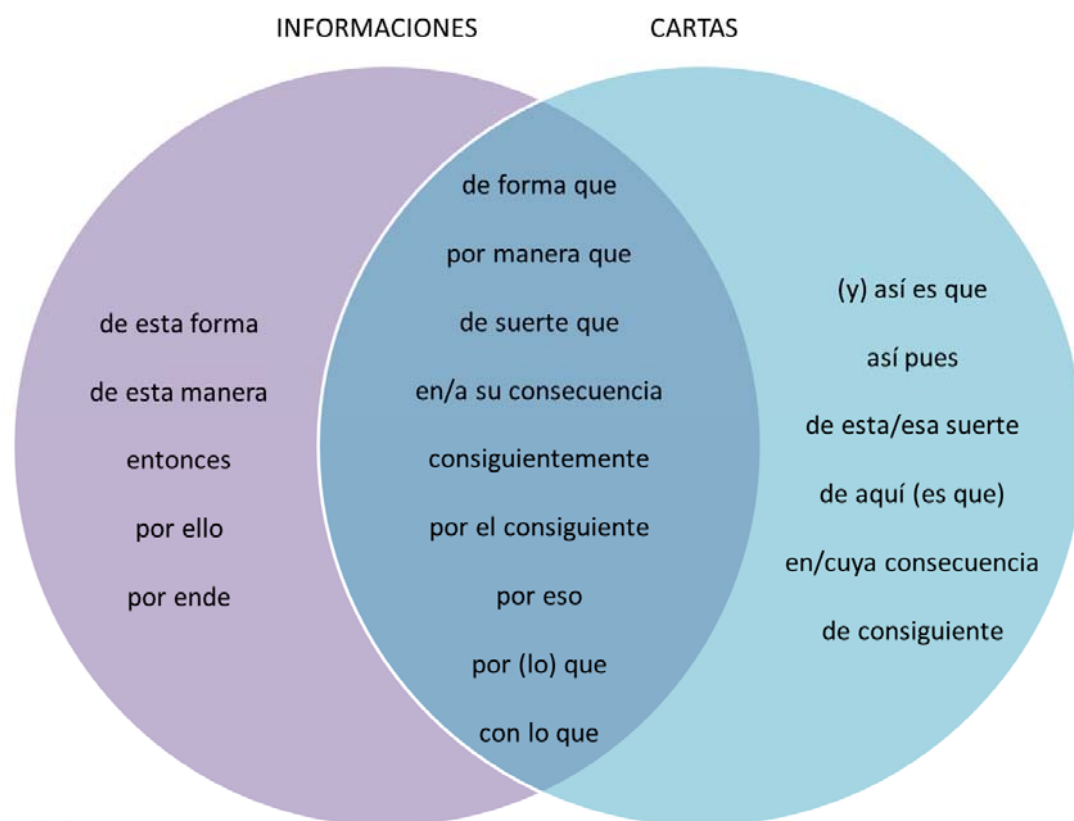 INFORMACIONES CARTAS
de esta forma
de esta manera
entonces
por ello
por ende
de forma que
por manera que
de suerte que
en/a su consecuencia
consiguientemente
por el consiguiente
por eso
por (lo) que
con lo que
(y) así es que
así pues
de esta/esa suerte
de aquí (es que)
en/cuya consecuencia
de consiguiente